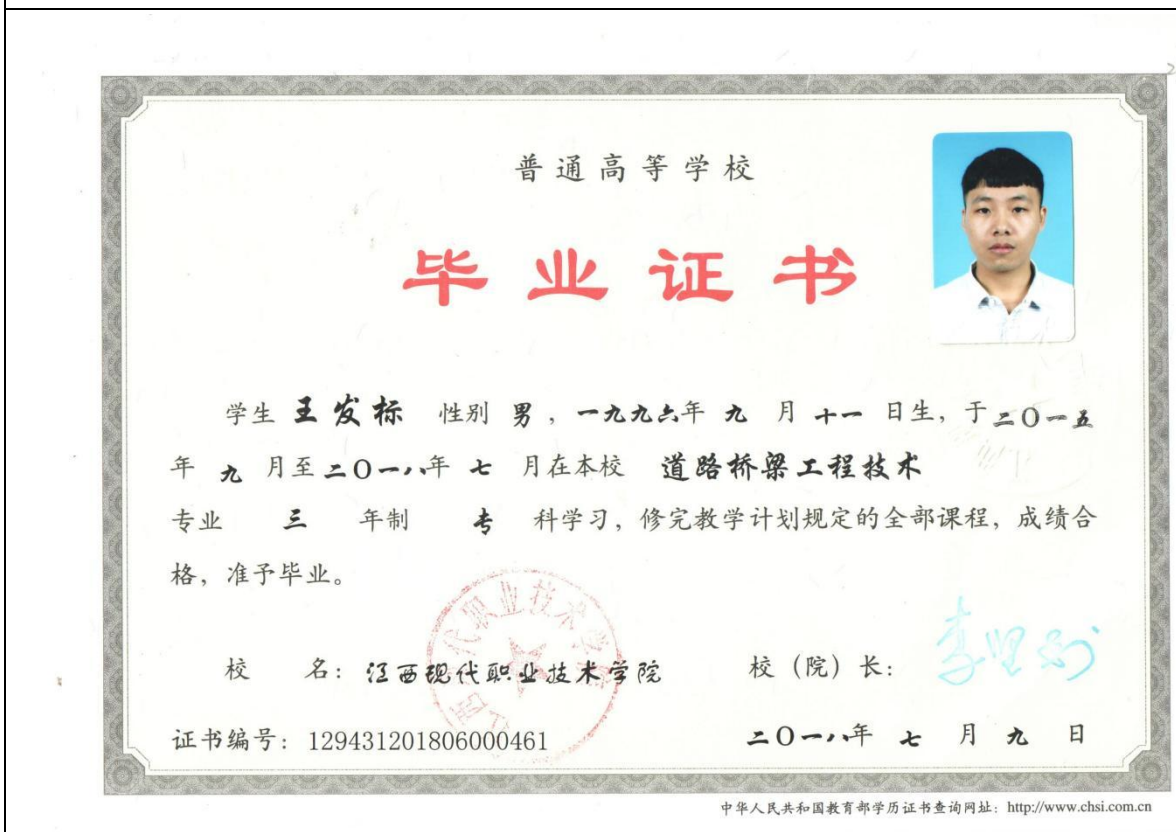 普通高等学校
毕业证书
学生 王发标 性别 男，一九九六年 九 月 十一 日生，于二〇一五
年 九 月至二〇一八年 七 月在本校 道路桥梁工程技术
专业 三 年制 专 科学习，修完教学计划规定的全部课程，成绩合
格，准予毕业。
校 名：江西现代职业技术学院 校（院）长：
证书编号：129431201806000461 二〇一八年 七 月 九 日
中华人民共和国教育部学历证书查询网址：http://www.chsi.com.cn